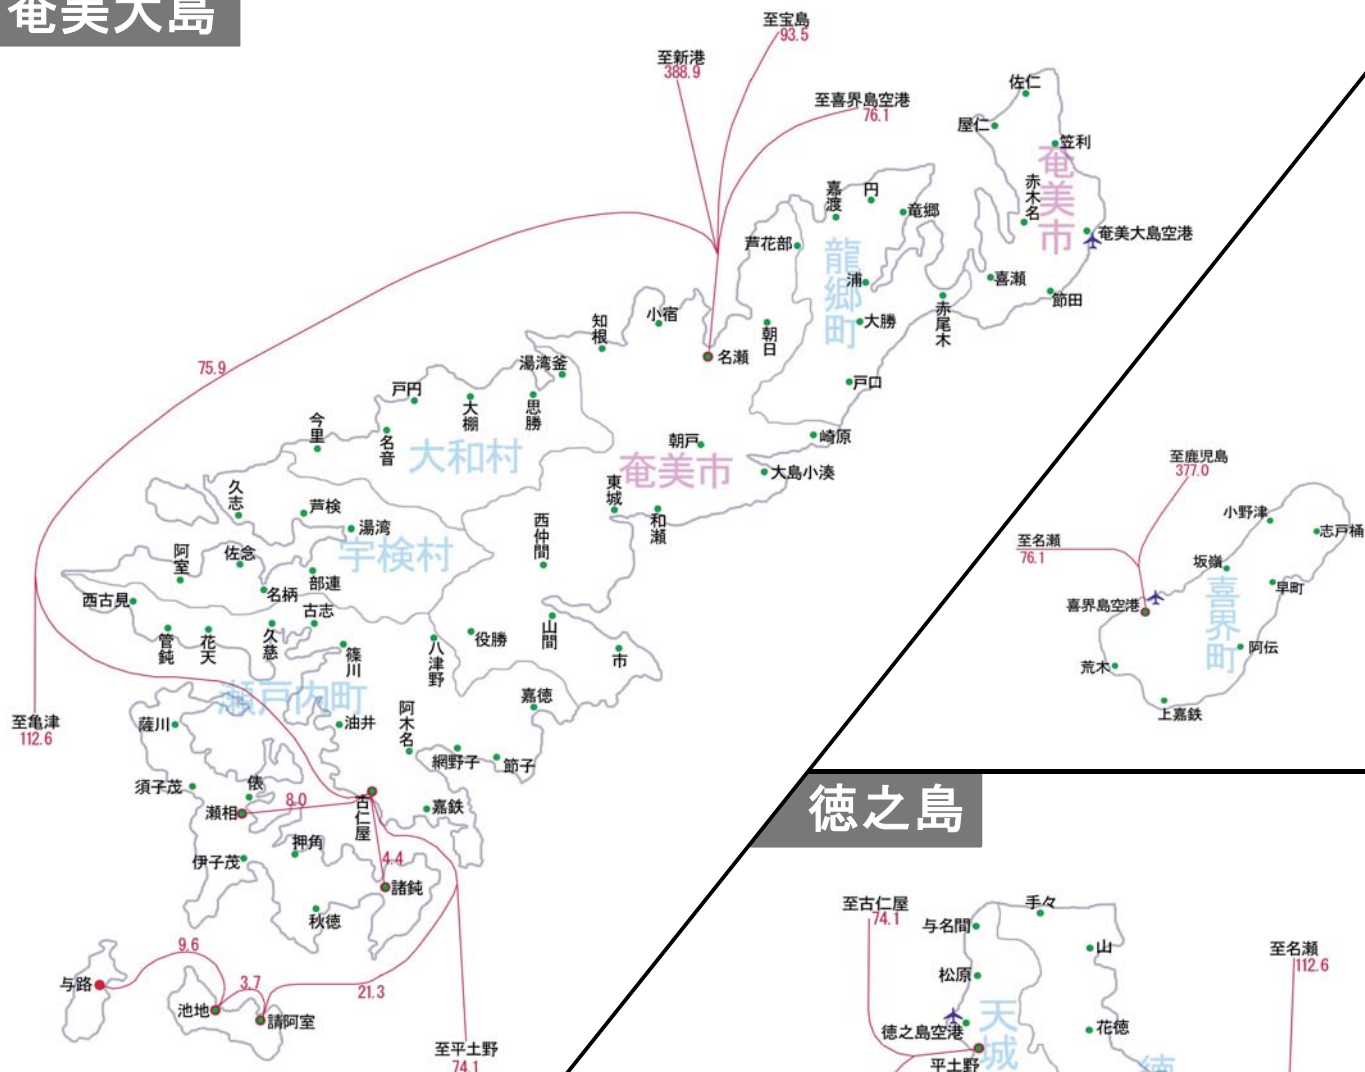 奄美大島
至宝島
93.5
至新港
388.9
至喜界島空港
76.1
佐仁
屋仁
笠利
奄美市
赤木名
奄美大島空港
嘉渡
円
竜郷
芦花部
龍郷町
浦
喜瀬
節田
赤尾木
大勝
小宿
知根
朝日
名瀬
湯湾釜
75.9
戸円
大棚
思勝
戸口
今里
名音
大和村
朝戸
崎原
奄美市
大島小湊
東城
和瀬
久志
芦検
湯湾
西仲間
宇検村
阿室
佐念
名柄
部連
西古見
古志
管鈍
花天
久慈
篠川
八津野
役勝
山間
市
瀬戸内町
嘉徳
薩川
油井
阿木名
至亀津
112.6
網野子
節子
須子茂
俵
8.0
瀬相
古仁屋
嘉鉄
押角
伊子茂
4.4
諸鈍
秋徳
9.6
与路
3.7
21.3
池地
請阿室
至平土野
74.1
至鹿児島
377.0
小野津
志戸桶
至名瀬
76.1
坂嶺
早町
喜界島空港
喜界町
阿伝
荒木
上嘉鉄
徳之島
至古仁屋
74.1
手々
与名間
山
至名瀬
112.6
松原
天城
徳之島空港
花徳
平土野
徳